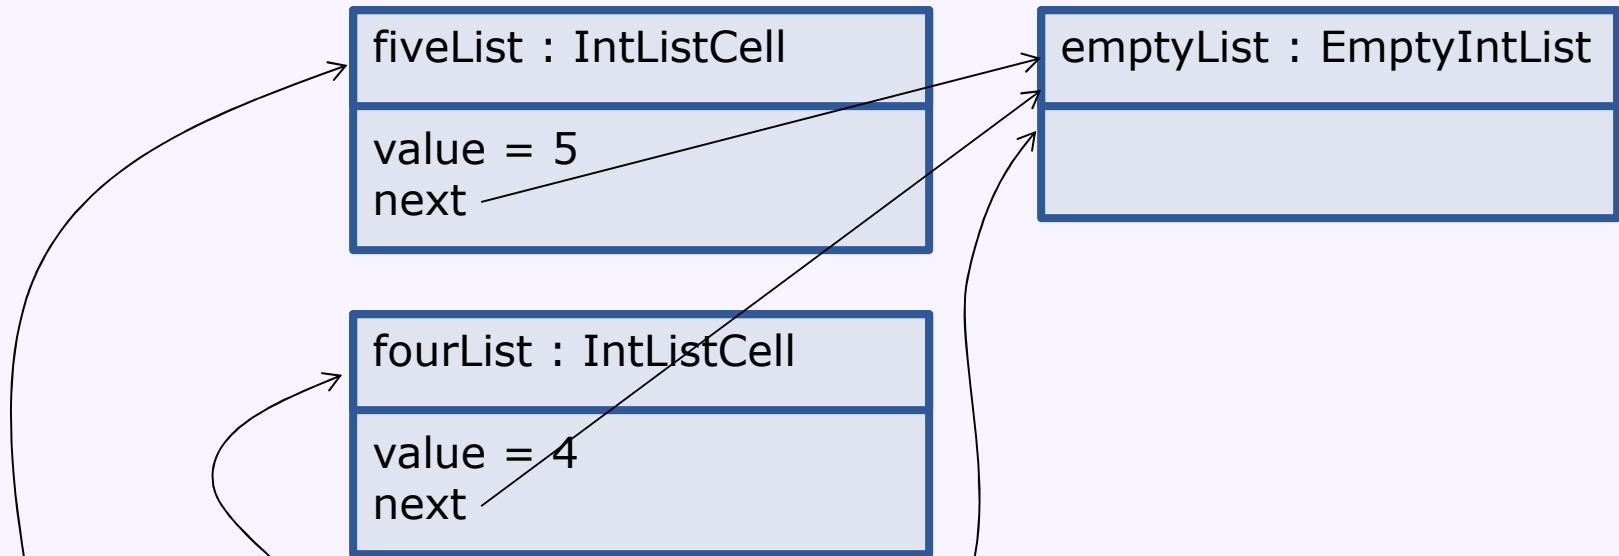 fiveList : IntListCell
value = 5
next
emptyList : EmptyIntList
fourList : IntListCell
value = 4
next